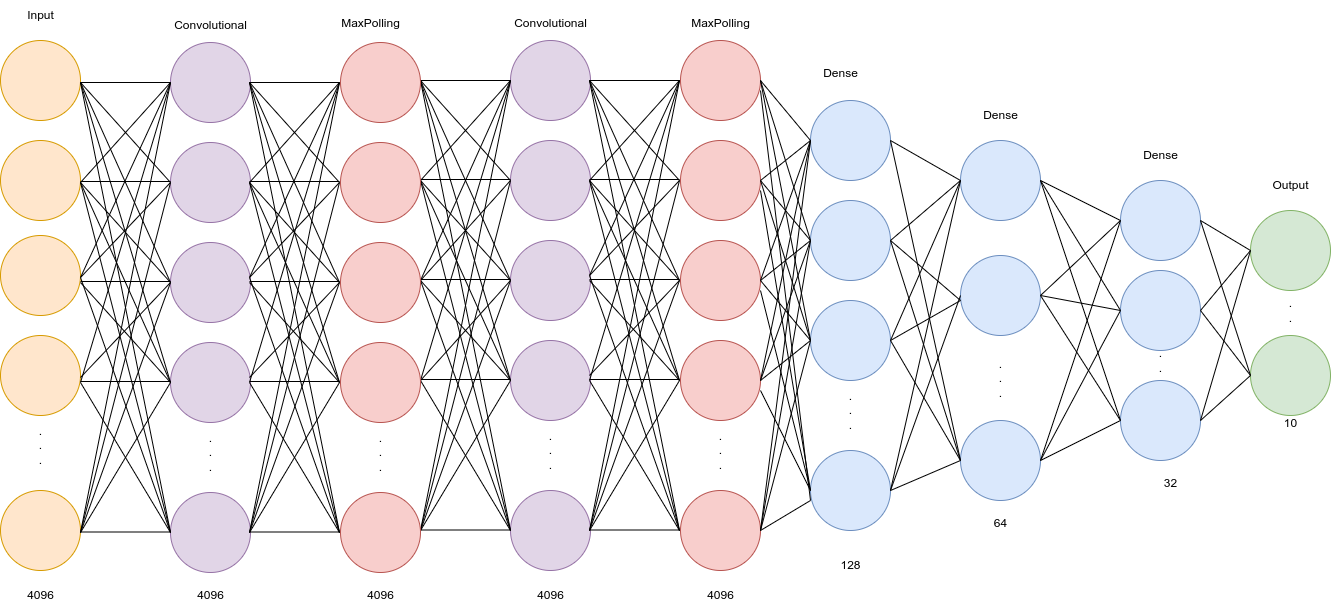 Input
Convolutional
MaxPolling
Convolutional
MaxPolling
Dense
Dense
Dense
Output
4096
4096
4096
4096
4096
128
64
32
10